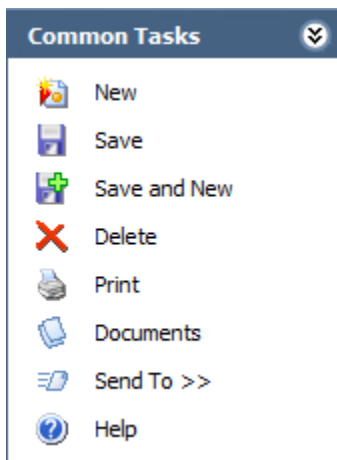 Common Tasks
New
Save
Save and New
Delete
Print
Documents
Send To >>
Help